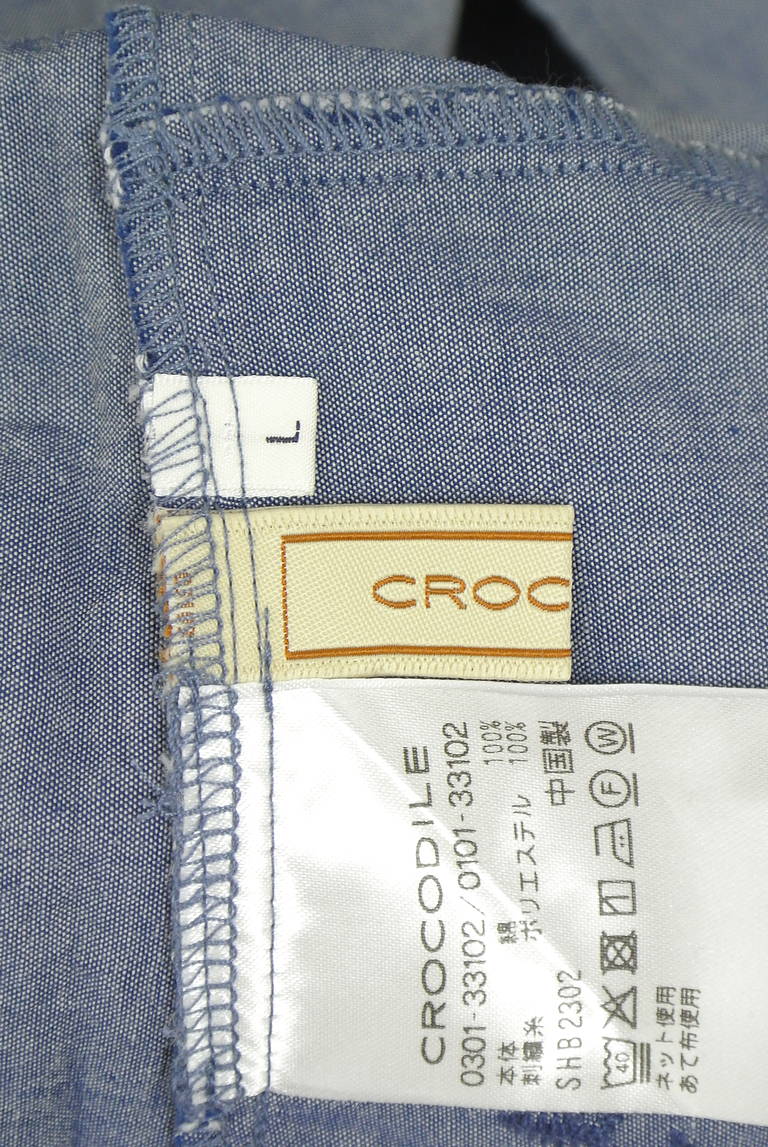 L
CROC
CROCODILE
0301-33102/0101-33102
本体 綿 100%
刺繍糸 ポリエステル 100%
SHB2302 中国製
40 F W
ネット使用
あて布使用